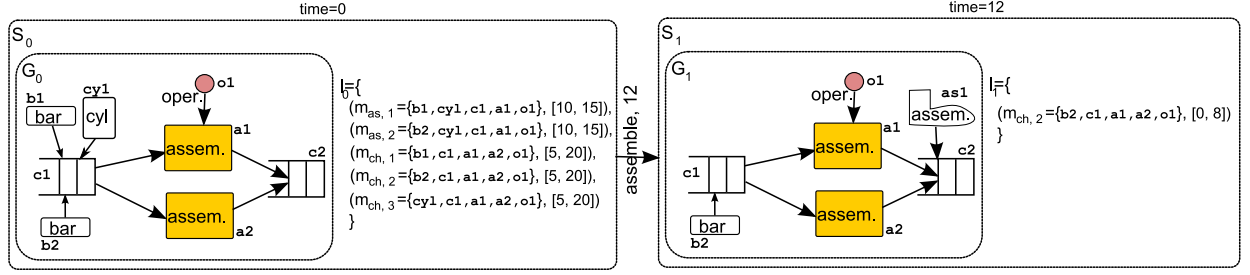 time=0
time=12
S0
S1
G0
G1
o1
oper.
cy1
b1
bar
cyl
a1
assem.
c1
c2
b2
bar
assem.
a2
I0={
(mas, 1={b1,cyl,c1,a1,o1}, [10, 15]),
(mas, 2={b2,cyl,c1,a1,o1}, [10, 15]),
(mch, 1={b1,c1,a1,a2,o1}, [5, 20]),
(mch, 2={b2,c1,a1,a2,o1}, [5, 20]),
(mch, 3={cyl,c1,a1,a2,o1}, [5, 20])
}
assemble, 12
o1
oper.
as1
assem.
a1
assem.
c1
c2
b2
bar
assem.
a2
I1={
(mch, 2={b2,c1,a1,a2,o1}, [0, 8])
}